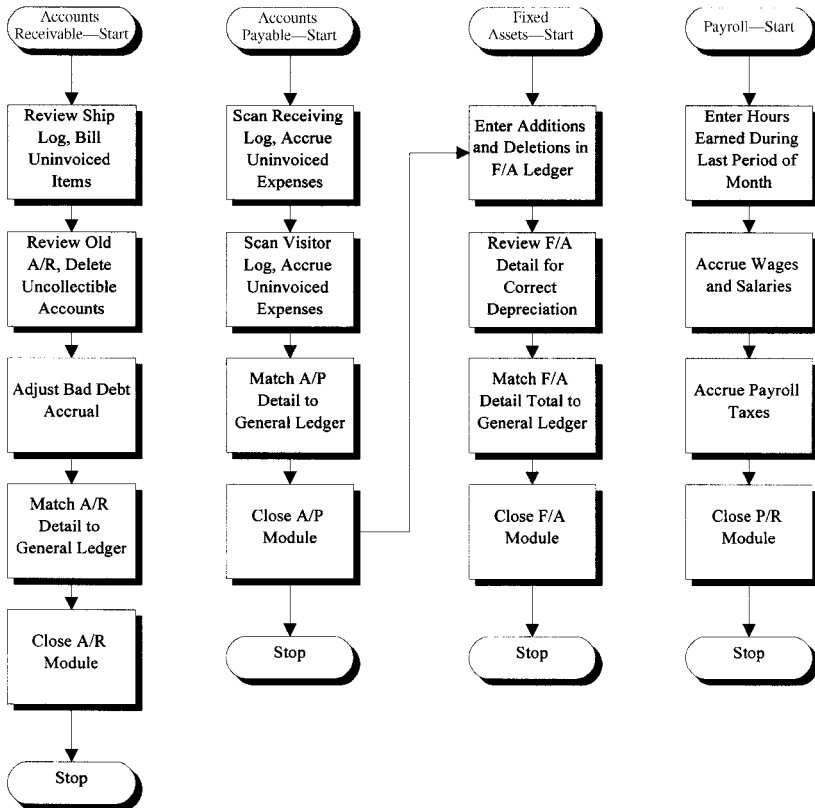 Accounts
Receivable—Start
Review Ship
Log, Bill
Uninvoiced
Items
Review Old
A/R, Delete
Uncollectible
Accounts
Adjust Bad Debt
Accrual
Match A/R
Detail to
General Ledger
Close A/R
Module
Stop
Accounts
Payable—Start
Scan Receiving
Log, Accrue
Uninvoiced
Expenses
Scan Visitor
Log, Accrue
Uninvoiced
Expenses
Match A/P
Detail to
General Ledger
Close A/P
Module
Stop
Fixed
Assets—Start
Enter Additions
and Deletions in
F/A Ledger
Review F/A
Detail for
Correct
Depreciation
Match F/A
Detail Total to
General Ledger
Close F/A
Module
Stop
Payroll—Start
Enter Hours
Earned During
Last Period of
Month
Accrue Wages
and Salaries
Accrue Payroll
Taxes
Close P/R
Module
Stop